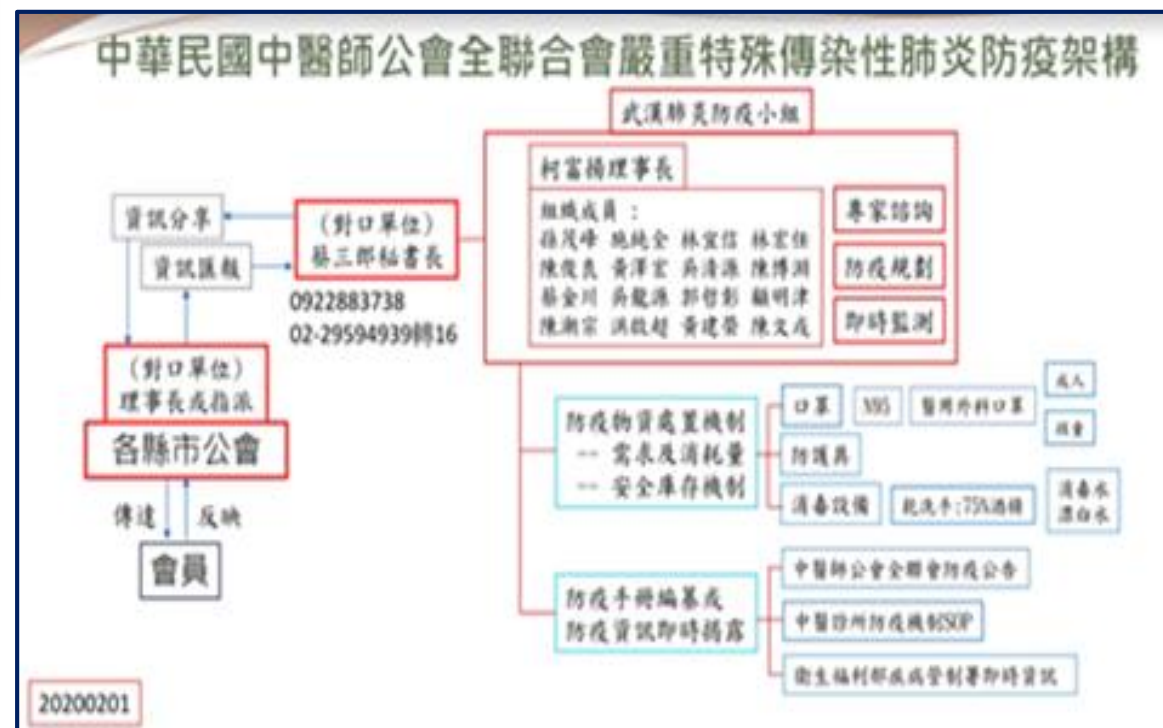 中華民國中醫師公會全聯合會嚴重特殊傳染性肺炎防疫架構
武漢肺炎防疫小組
柯富揚理事長
組織成員：
孫茂峰 施純全 林宜信 林宏任
陳俊良 黃澤宏 吳清源 陳博淵
蔡金川 吳龍源 郭哲彰 顧明津
陳潮宗 洪啟超 黃建榮 陳文戎
專家諮詢
防疫規劃
即時監測
資訊分享
資訊匯報
(對口單位)
蔡三郎秘書長
0922883738
02-29594939轉16
(對口單位)
理事長或指派
各縣市公會
傳達
反映
會員
防疫物資處置機制
-- 需求及消耗量
-- 安全庫存機制
口罩
N95
醫用外科口罩
成人
孩童
防護具
消毒設備
乾洗手:75%酒精
消毒水
漂白水
防疫手冊編纂或
防疫資訊即時揭露
中醫師公會全聯會防疫公告
中醫診所防疫機制SOP
衛生福利部疾病管制署即時資訊
20200201